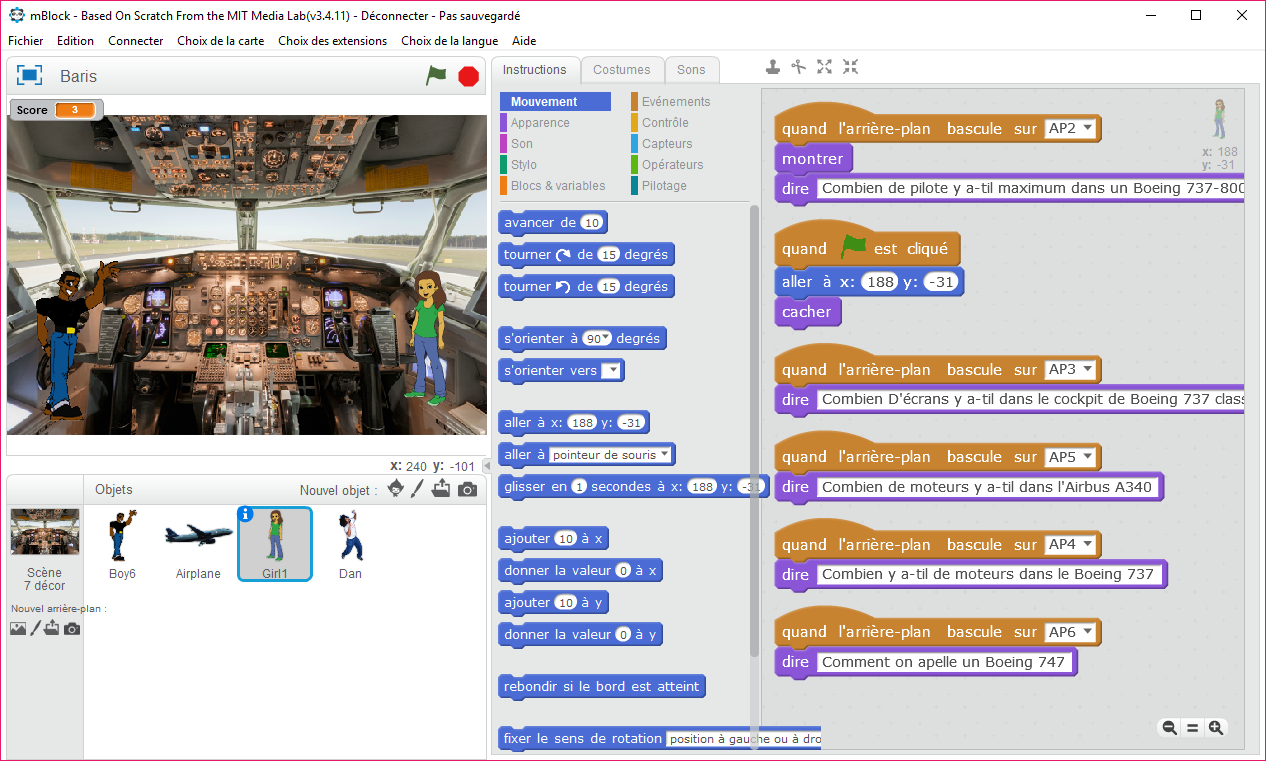 mBlock - Based On Scratch From the MIT Media Lab(v3.4.11) - Déconnecter - Pas sauvegardé
Fichier Edition Connecter Choix de la carte Choix des extensions Choix de la langue Aide
Baris
Score 3
x: 240 y: -101
Objets Nouvel objet :
Scène
7 décor
Nouvel arrière-plan :
Boy6 Airplane Girl1 Dan
Instructions Costumes Sons
Mouvement Evénements
Apparence Contrôle
Son Capteurs
Stylo Opérateurs
Blocs & variables Pilotage
avancer de 10
tourner de 15 degrés
tourner de 15 degrés
s'orienter à 90 degrés
s'orienter vers
aller à x: 188 y: -31
aller à pointeur de souris
glisser en 1 secondes à x: 188 y: -31
ajouter 10 à x
donner la valeur 0 à x
ajouter 10 à y
donner la valeur 0 à y
rebondir si le bord est atteint
fixer le sens de rotation position à gauche ou à dro
quand l'arrière-plan bascule sur AP2
montrer
dire Combien de pilote y a-til maximum dans un Boeing 737-800
x: 188
y: -31
quand est cliqué
aller à x: 188 y: -31
cacher
quand l'arrière-plan bascule sur AP3
dire Combien D'écrans y a-til dans le cockpit de Boeing 737 class
quand l'arrière-plan bascule sur AP5
dire Combien de moteurs y a-til dans l'Airbus A340
quand l'arrière-plan bascule sur AP4
dire Combien y a-til de moteurs dans le Boeing 737
quand l'arrière-plan bascule sur AP6
dire Comment on apelle un Boeing 747